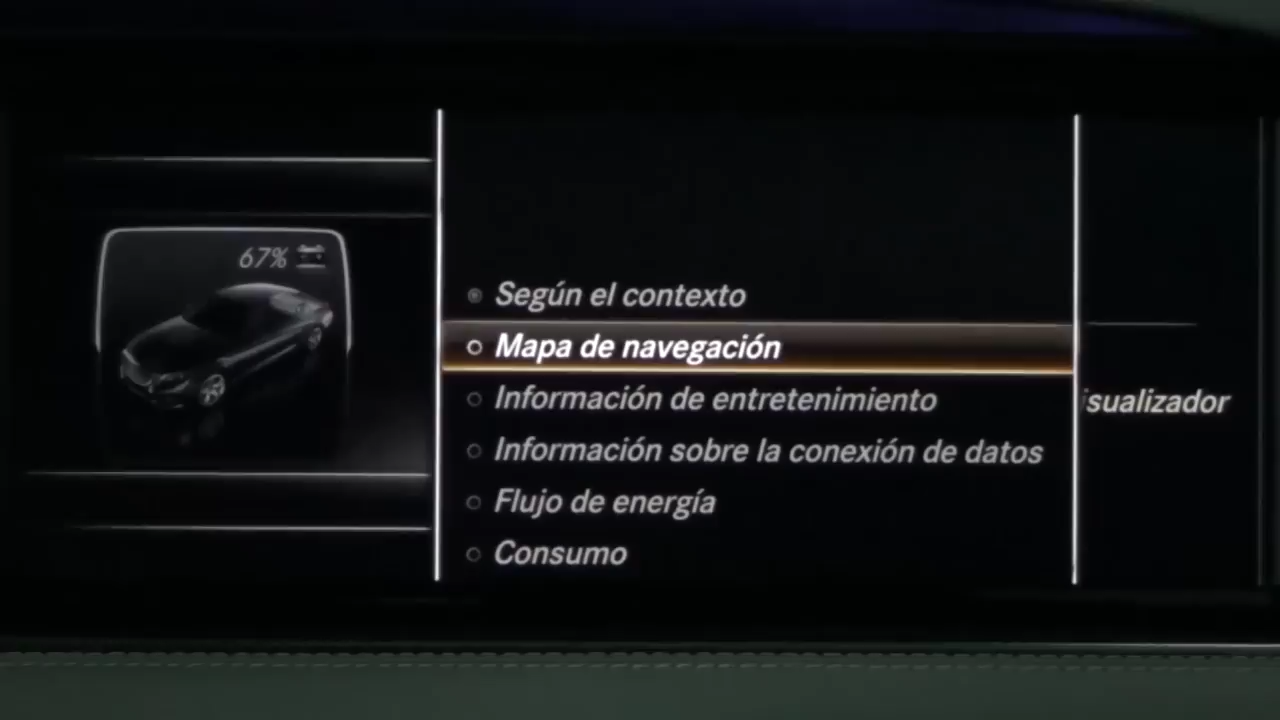 67%
Según el contexto
Mapa de navegación
Información de entretenimiento
isualizador
Información sobre la conexión de datos
Flujo de energía
Consumo